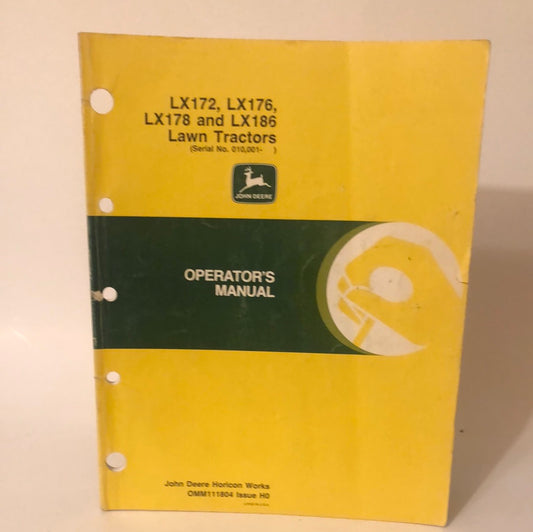 LX172, LX176,
LX178 and LX186
Lawn Tractors
(Serial No. 010,001-    )
JOHN DEERE
OPERATOR'S
MANUAL
John Deere Horicon Works
OMM111804 Issue H0